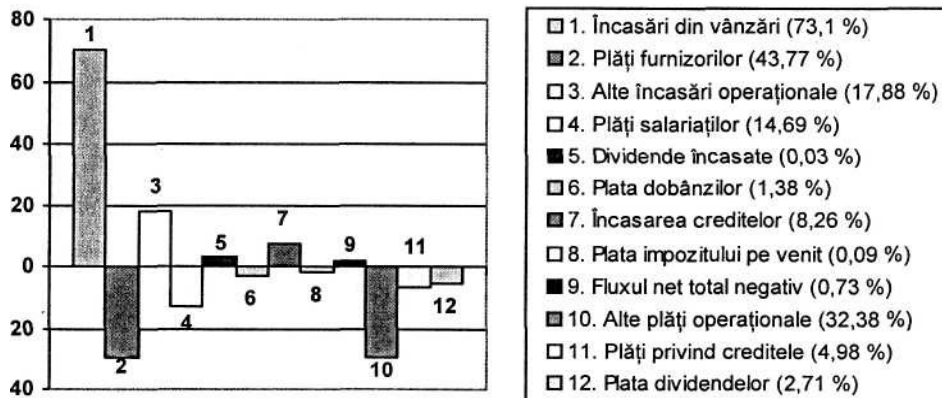 80
60
40
20
0
20
40
1
2
3
4
5
6
7
8
9
10
11
12
1. Încasări din vânzări (73,1 %)
2. Plăți furnizorilor (43,77 %)
3. Alte încasări operaționale (17,88 %)
4. Plăți salariaților (14,69 %)
5. Dividende încasate (0,03 %)
6. Plata dobânzilor (1,38 %)
7. Încasarea creditelor (8,26 %)
8. Plata impozitului pe venit (0,09 %)
9. Fluxul net total negativ (0,73 %)
10. Alte plăți operaționale (32,38 %)
11. Plăți privind creditele (4,98 %)
12. Plata dividendelor (2,71 %)